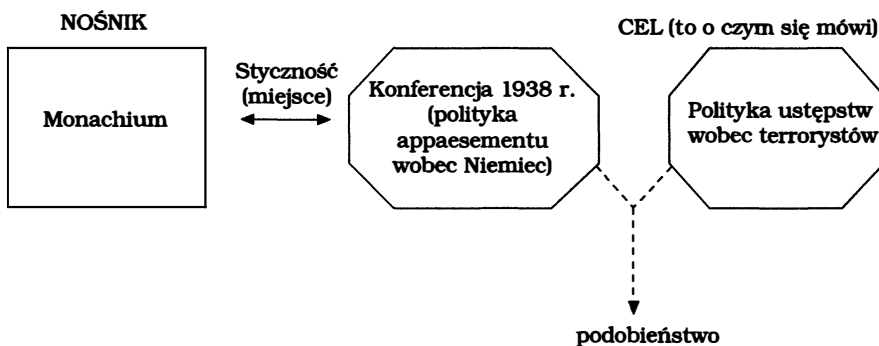 NOŚNIK
CEL (to o czym się mówi)
Styczność
(miejsce)
Monachium
Konferencja 1938 r.
(polityka
appaesementu
wobec Niemiec)
Polityka ustępstw
wobec terrorystów
podobieństwo